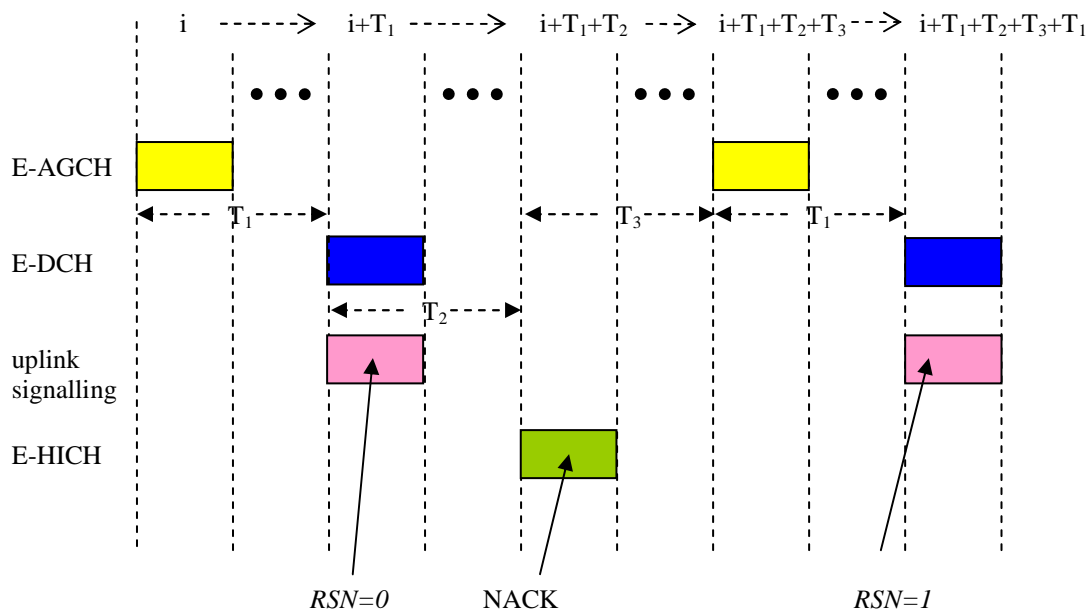 i i+T₁ i+T₁+T₂ i+T₁+T₂+T₃ i+T₁+T₂+T₃+T₁
E-AGCH
T₁ T₃ T₁
E-DCH
T₂
uplink
signalling
E-HICH
RSN=0 NACK RSN=1